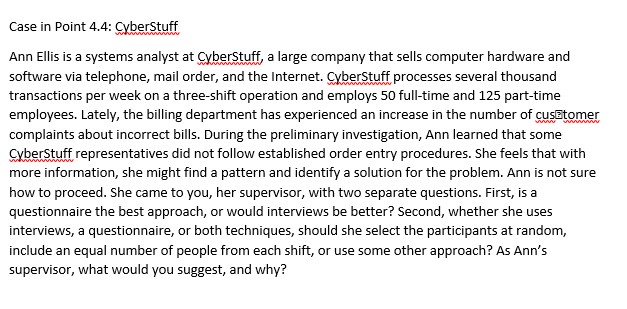 Case in Point 4.4: CyberStuff
Ann Ellis is a systems analyst at CyberStuff, a large company that sells computer hardware and
software via telephone, mail order, and the Internet. CyberStuff processes several thousand
transactions per week on a three-shift operation and employs 50 full-time and 125 part-time
employees. Lately, the billing department has experienced an increase in the number of cus⍰tomer
complaints about incorrect bills. During the preliminary investigation, Ann learned that some
CyberStuff representatives did not follow established order entry procedures. She feels that with
more information, she might find a pattern and identify a solution for the problem. Ann is not sure
how to proceed. She came to you, her supervisor, with two separate questions. First, is a
questionnaire the best approach, or would interviews be better? Second, whether she uses
interviews, a questionnaire, or both techniques, should she select the participants at random,
include an equal number of people from each shift, or use some other approach? As Ann’s
supervisor, what would you suggest, and why?